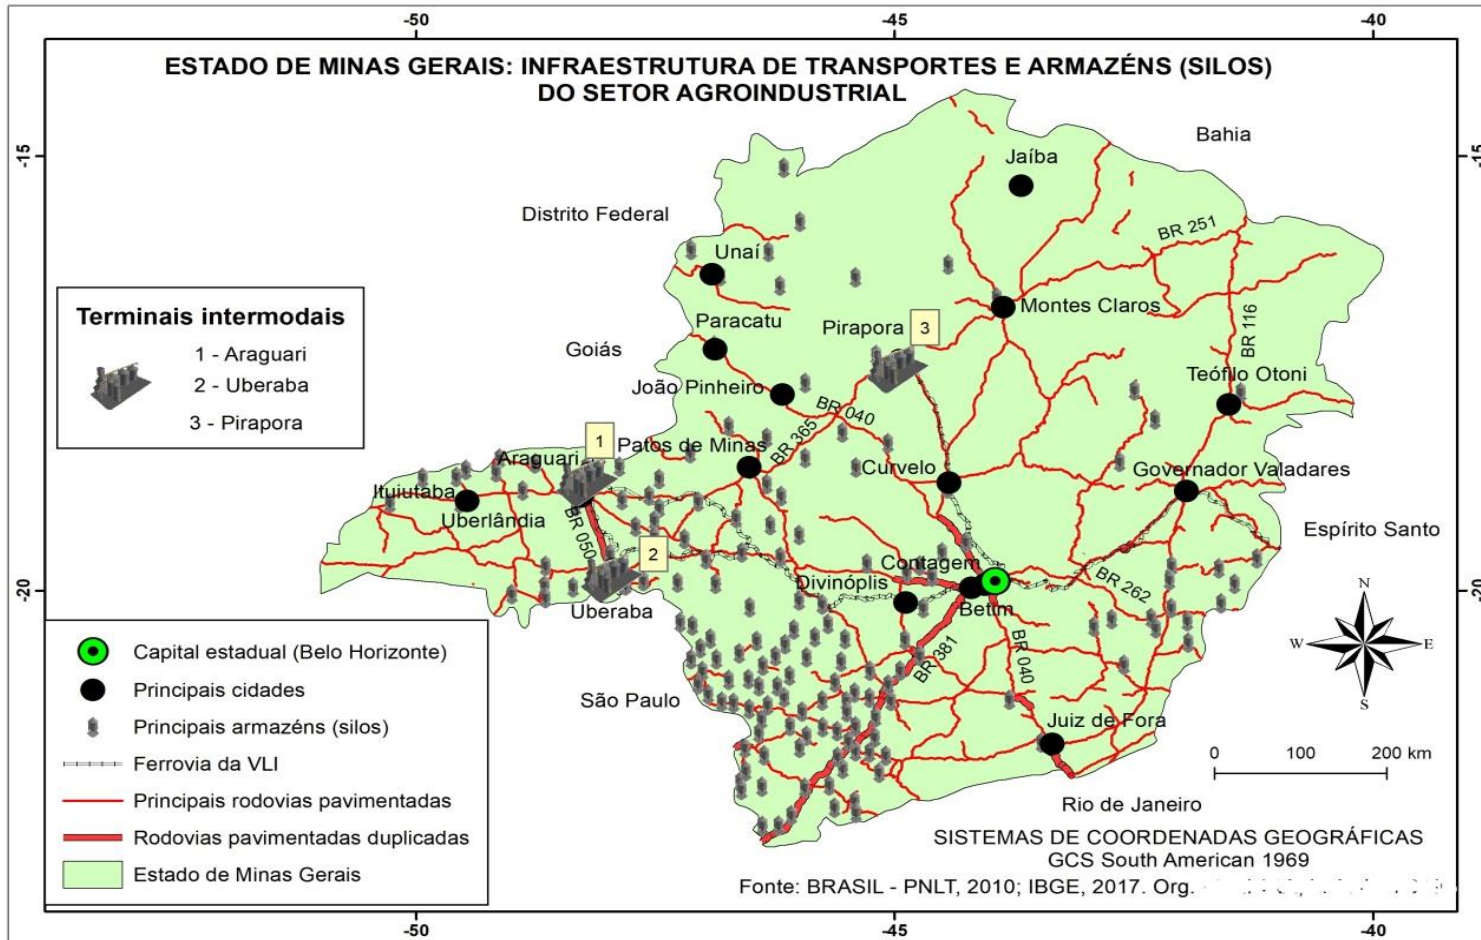 -50
-45
-40
ESTADO DE MINAS GERAIS: INFRAESTRUTURA DE TRANSPORTES E ARMAZÉNS (SILOS)
DO SETOR AGROINDUSTRIAL
-15
-15
Bahia
Jaíba
Distrito Federal
BR 251
Unaí
Terminais intermodais
1 - Araguari
2 - Uberaba
3 - Pirapora
Montes Claros
Paracatu
Pirapora
3
Goiás
BR 116
João Pinheiro
Teófilo Otoni
BR 040
1
Patos de Minas
BR 365
Araguari
Curvelo
Governador Valadares
Ituiutaba
Uberlândia
BR 050
Espírito Santo
2
Contagem
Divinóplis
BR 262
-20
-20
Uberaba
Betim
N
W
E
S
BR 381
BR 040
São Paulo
Juiz de Fora
Capital estadual (Belo Horizonte)
Principais cidades
Principais armazéns (silos)
Ferrovia da VLI
Principais rodovias pavimentadas
Rodovias pavimentadas duplicadas
Estado de Minas Gerais
0
100
200 km
Rio de Janeiro
SISTEMAS DE COORDENADAS GEOGRÁFICAS
GCS South American 1969
Fonte: BRASIL - PNLT, 2010; IBGE, 2017. Org.
-50
-45
-40